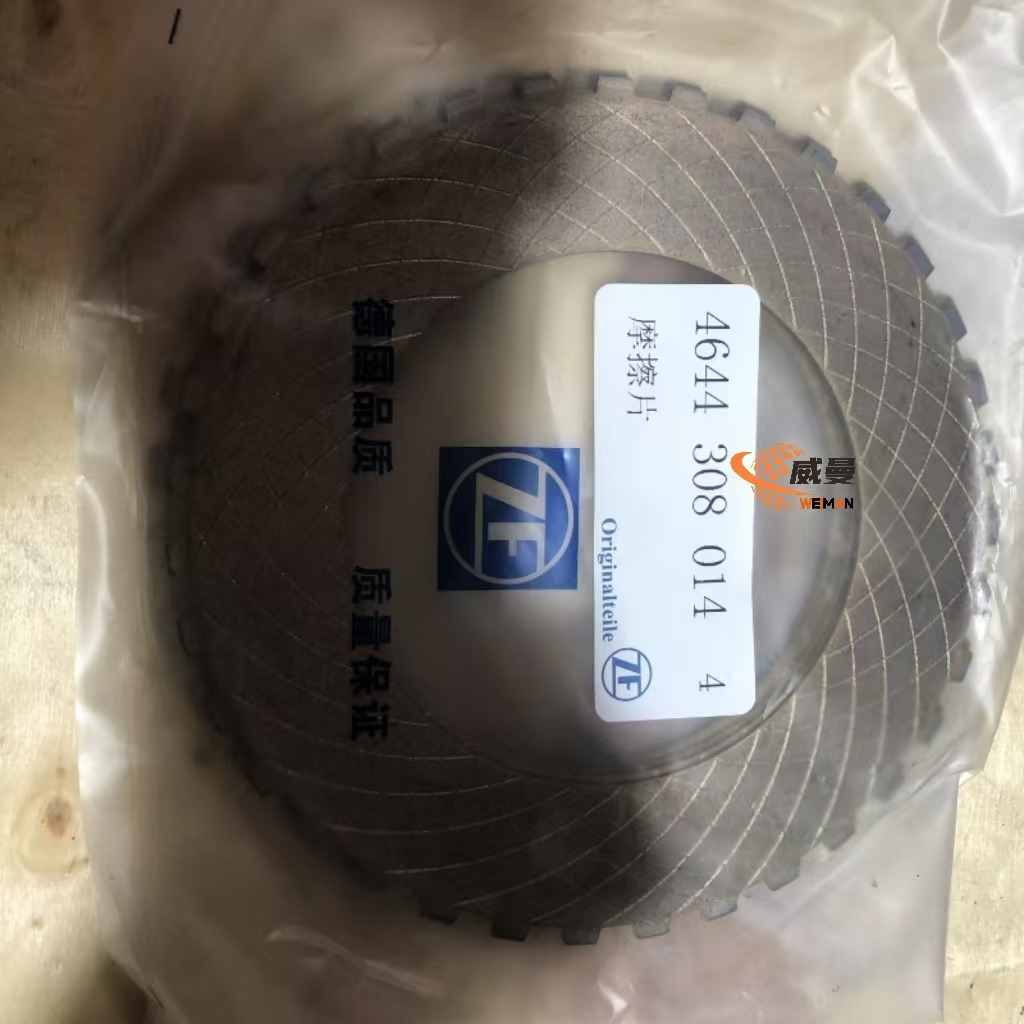 4644 308 014 4
摩擦片
Originalteile ZF
ZF
德国品质 质量保证
威曼
WEMAN